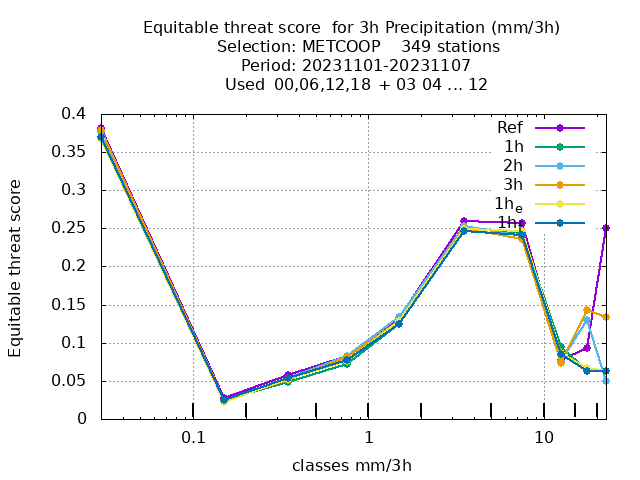 Equitable threat score  for 3h Precipitation (mm/3h)
Selection: METCOOP    349 stations
Period: 20231101-20231107
Used  00,06,12,18  + 03 04 ... 12
Equitable threat score
0.4
0.35
0.3
0.25
0.2
0.15
0.1
0.05
0
0.1
1
10
classes mm/3h
Ref
1h
2h
3h
1he